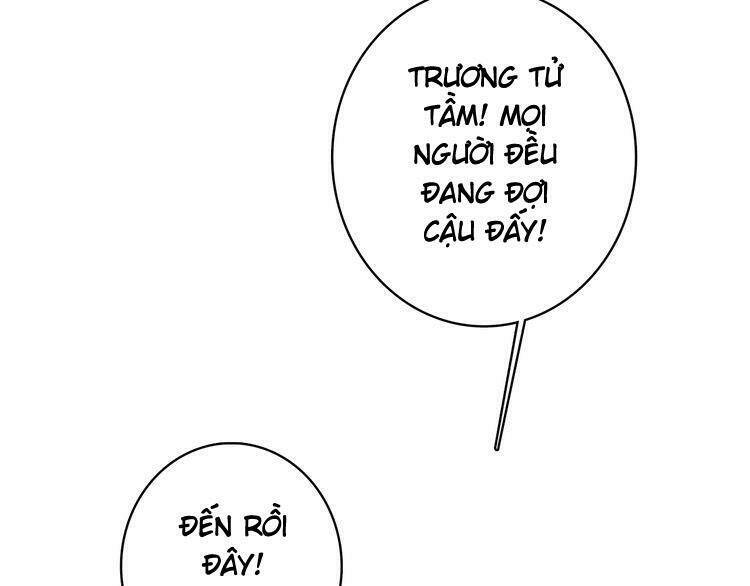 TRƯƠNG TỬ
TẦM! MỌI
NGƯỜI ĐỀU
ĐANG ĐỢI
CẬU ĐẤY!
ĐẾN RỒI
ĐÂY!